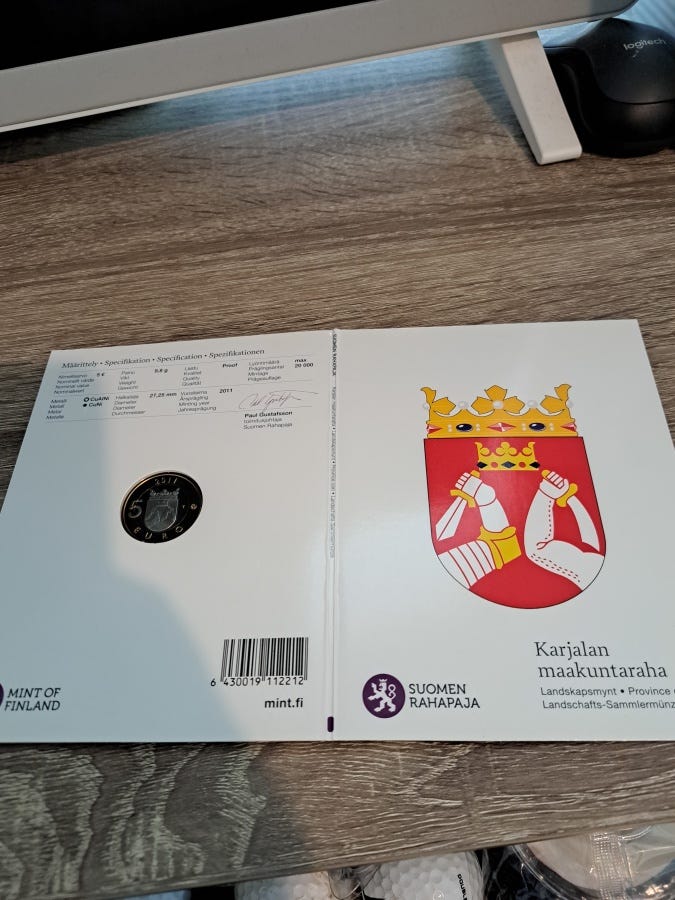 logitech
Määrittely • Specifikation • Specification • Spezifikationen
Nimellisarvo
Nominellt värde
Nominal value
Nominalwert
5 €
Paino
Vikt
Weight
Gewicht
9,8 g
Laatu
Kvalitet
Quality
Qualität
Proof
Lyöntimäärä
Präglingsantal
Mintage
Prägeauflage
max
20 000
Metalli
Metall
Metal
Metalle
CuAlNi
CuNi
Halkaisija
Diameter
Diameter
Durchmesser
27,25 mm
Vuosikerta
Årsprägling
Minting year
Jahresprägung
2011
Paul Gustafsson
toimitusjohtaja
Suomen Rahapaja
2011
5
EURO
6 430019 112212
mint.fi
MINT OF
FINLAND
Karjalan
maakuntaraha
Landskapsmynt • Province
Landschafts-Sammlermünz
SUOMEN
RAHAPAJA